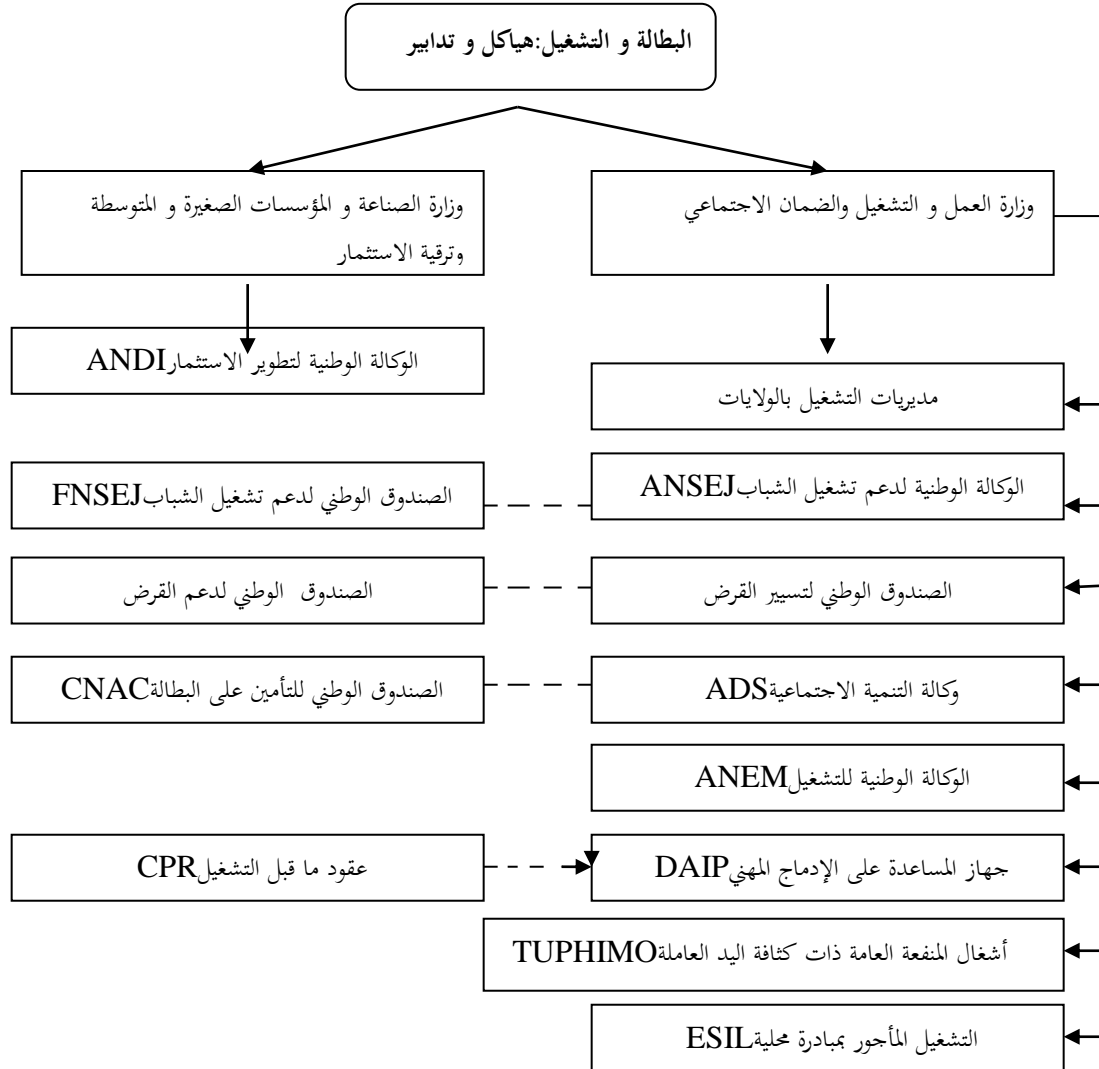 البطالة و التشغيل:هياكل و تدابير
وزارة العمل و التشغيل والضمان الاجتماعي
وزارة الصناعة و المؤسسات الصغيرة و المتوسطة
وترقية الاستثمار
الوكالة الوطنية لتطوير الاستثمارANDI
مديريات التشغيل بالولايات
الوكالة الوطنية لدعم تشغيل الشبابANSEJ
الصندوق الوطني لدعم تشغيل الشبابFNSEJ
الصندوق الوطني لتسيير القرض
الصندوق الوطني لدعم القرض
وكالة التنمية الاجتماعيةADS
الصندوق الوطني للتأمين على البطالةCNAC
الوكالة الوطنية للتشغيلANEM
جهاز المساعدة على الإدماج المهنيDAIP
عقود ما قبل التشغيلCPR
أشغال المنفعة العامة ذات كثافة اليد العاملةTUPHIMO
التشغيل المأجور بمبادرة محليةESIL